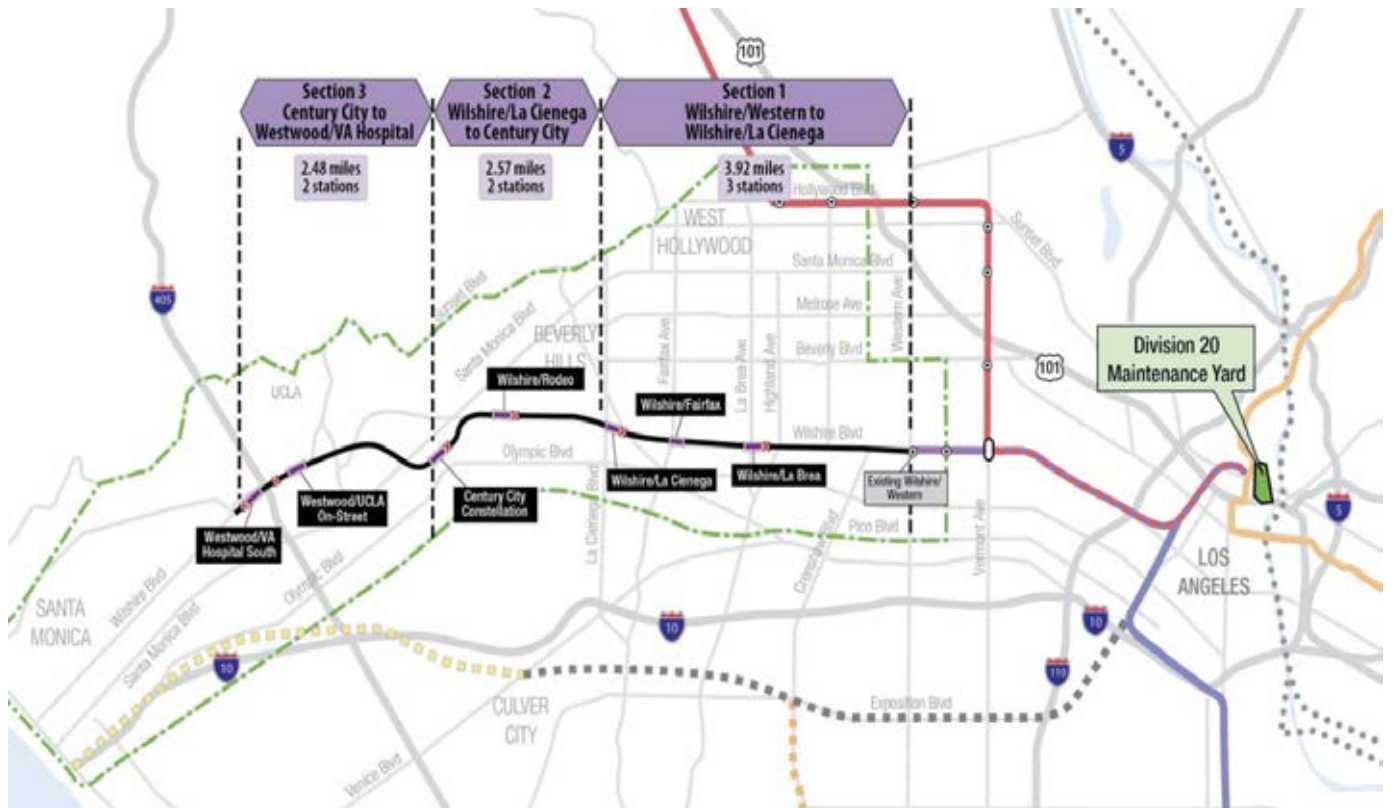 101
Section 3
Century City to
Westwood/VA Hospital
2.48 miles
2 stations
Section 2
Wilshire/La Cienega
to Century City
2.57 miles
2 stations
Section 1
Wilshire/Western to
Wilshire/La Cienega
3.92 miles
3 stations
5
Hollywood Blvd
WEST
HOLLYWOOD
Sunset Blvd
Santa Monica Blvd
405
Sunset Blvd
Melrose Ave
Western Ave
Santa Monica Blvd
BEVERLY
HILLS
Fairfax Ave
La Brea Ave
Highland Ave
Beverly Blvd
101
Division 20
Maintenance Yard
UCLA
Wilshire/Rodeo
Wilshire/Fairfax
Wilshire Blvd
Olympic Blvd
Wilshire/La Cienega
Wilshire/La Brea
Existing Wilshire/
Western
Westwood/UCLA
On-Street
Century City
Constellation
Westwood/VA
Hospital South
La Cienega Blvd
Crenshaw Blvd
Pico Blvd
Vermont Ave
5
LOS
ANGELES
Olympic Blvd
Wilshire Blvd
SANTA
MONICA
Santa Monica Blvd
10
10
10
110
CULVER
CITY
Exposition Blvd
Venice Blvd